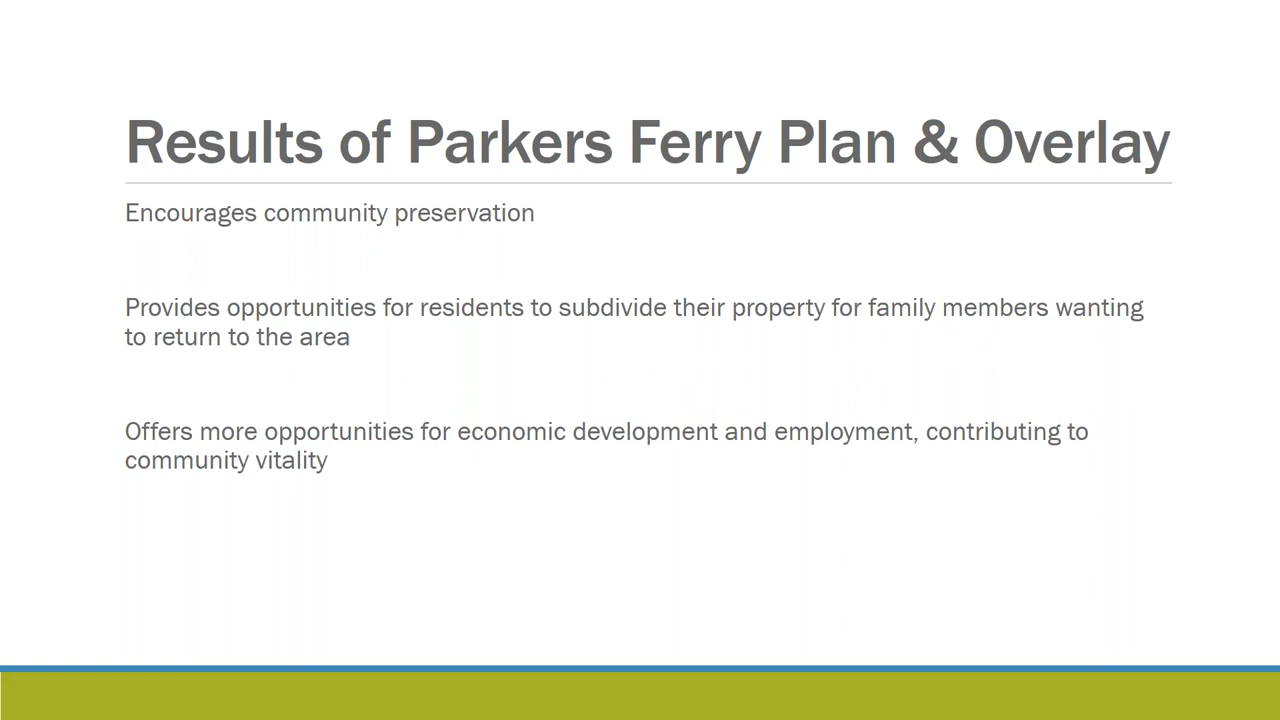 Results of Parkers Ferry Plan & Overlay
Encourages community preservation
Provides opportunities for residents to subdivide their property for family members wanting
to return to the area
Offers more opportunities for economic development and employment, contributing to
community vitality